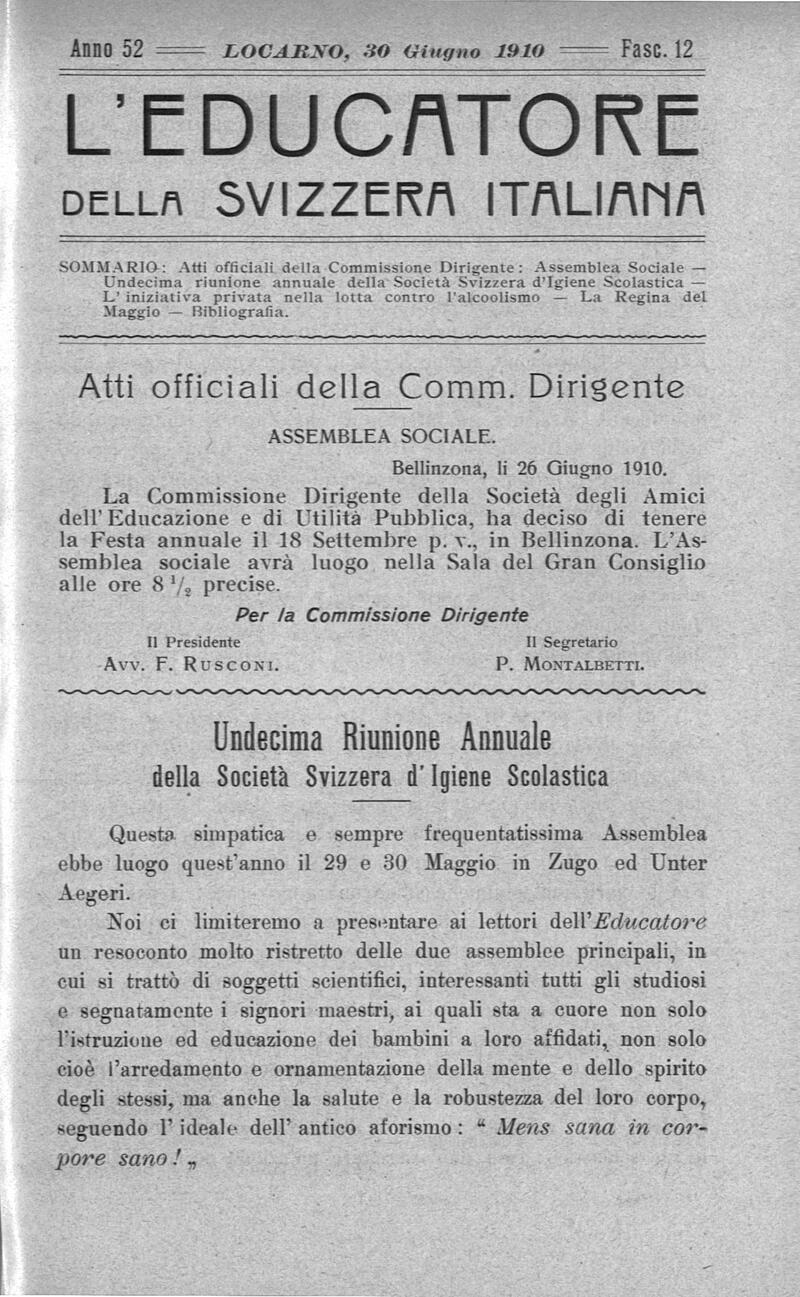 Anno 52 LOCARNO, 30 Giugno 1910 Fasc. 12
L'EDUCATORE
DELLA SVIZZERA ITALIANA
SOMMARIO: Atti officiali della Commissione Dirigente: Assemblea Sociale —
Undecima riunione annuale della Società Svizzera d'Igiene Scolastica —
L' iniziativa privata nella lotta contro l'alcoolismo — La Regina del
Maggio — Bibliografia.
Atti officiali della Comm. Dirigente
ASSEMBLEA SOCIALE.
Bellinzona, li 26 Giugno 1910.
La Commissione Dirigente della Società degli Amici
dell' Educazione e di Utilità Pubblica, ha deciso di tenere
la Festa annuale il 18 Settembre p. v., in Bellinzona. L'As-
semblea sociale avrà luogo nella Sala del Gran Consiglio
alle ore 8 1/2 precise.
Per la Commissione Dirigente
Il Presidente Il Segretario
Avv. F. RUSCONI. P. MONTALBETTI.
Undecima Riunione Annuale
della Società Svizzera d' Igiene Scolastica
Questa simpatica e sempre frequentatissima Assemblea
ebbe luogo quest'anno il 29 e 30 Maggio in Zugo ed Unter
Aegeri.
Noi ci limiteremo a presentare ai lettori dell'Educatore
un resoconto molto ristretto delle due assemblee principali, in
cui si trattò di soggetti scientifici, interessanti tutti gli studiosi
e segnatamente i signori maestri, ai quali sta a cuore non solo
l'istruzione ed educazione dei bambini a loro affidati, non solo
cioè l'arredamento e ornamentazione della mente e dello spirito
degli stessi, ma anche la salute e la robustezza del loro corpo,
seguendo l' ideale dell' antico aforismo : “ Mens sana in cor-
pore sano ! „